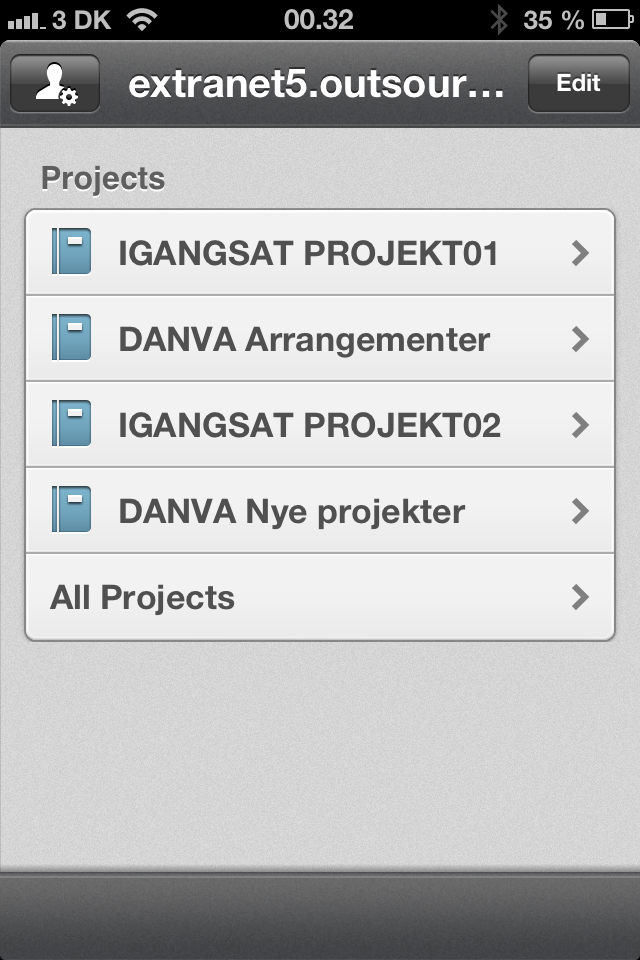 3 DK 00.32 35 %
extranet5.outsour... Edit
Projects
IGANGSAT PROJEKT01
DANVA Arrangementer
IGANGSAT PROJEKT02
DANVA Nye projekter
All Projects